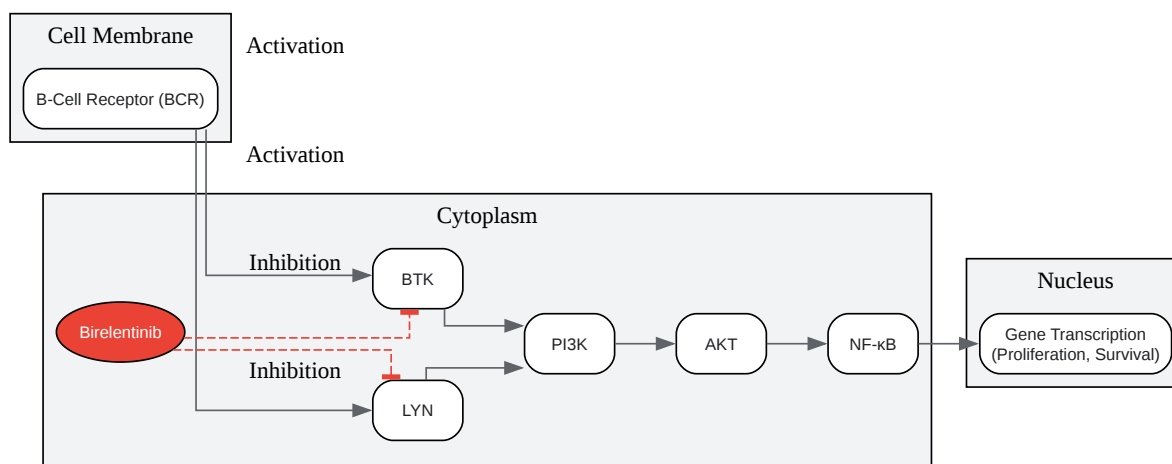 Cell Membrane
Activation
B-Cell Receptor (BCR)
Activation
Cytoplasm
Inhibition
BTK
Nucleus
Birelentinib
PI3K
AKT
NF-κB
Gene Transcription
(Proliferation, Survival)
Inhibition
LYN